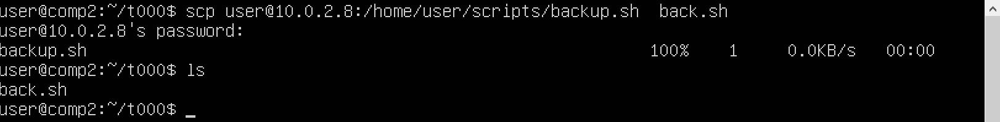 user@comp2:~/t000$ scp user@10.0.2.8:/home/user/scripts/backup.sh  back.sh
user@10.0.2.8's password:
backup.sh                                                          100%    1     0.0KB/s   00:00
user@comp2:~/t000$ ls
back.sh
user@comp2:~/t000$ _